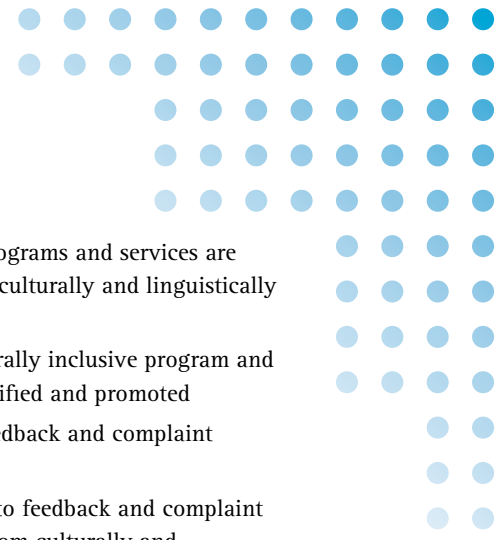 ograms and services are
culturally and linguistically
rally inclusive program and
ified and promoted
edback and complaint
to feedback and complaint